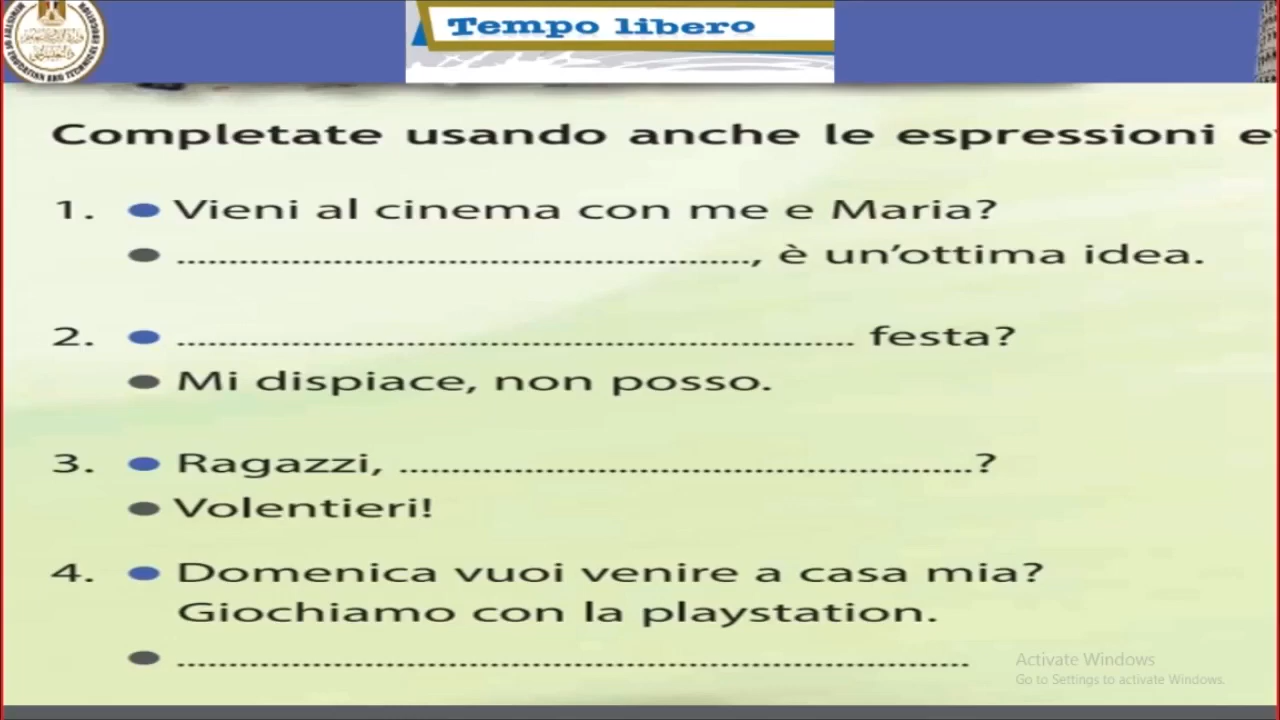 Tempo libero
Completate usando anche le espressioni e
1. Vieni al cinema con me e Maria?
................................................., è un'ottima idea.
2. .......................................................... festa?
Mi dispiace, non posso.
3. Ragazzi, .................................................?
Volentieri!
4. Domenica vuoi venire a casa mia?
Giochiamo con la playstation.
....................................................................
Activate Windows
Go to Settings to activate Windows.